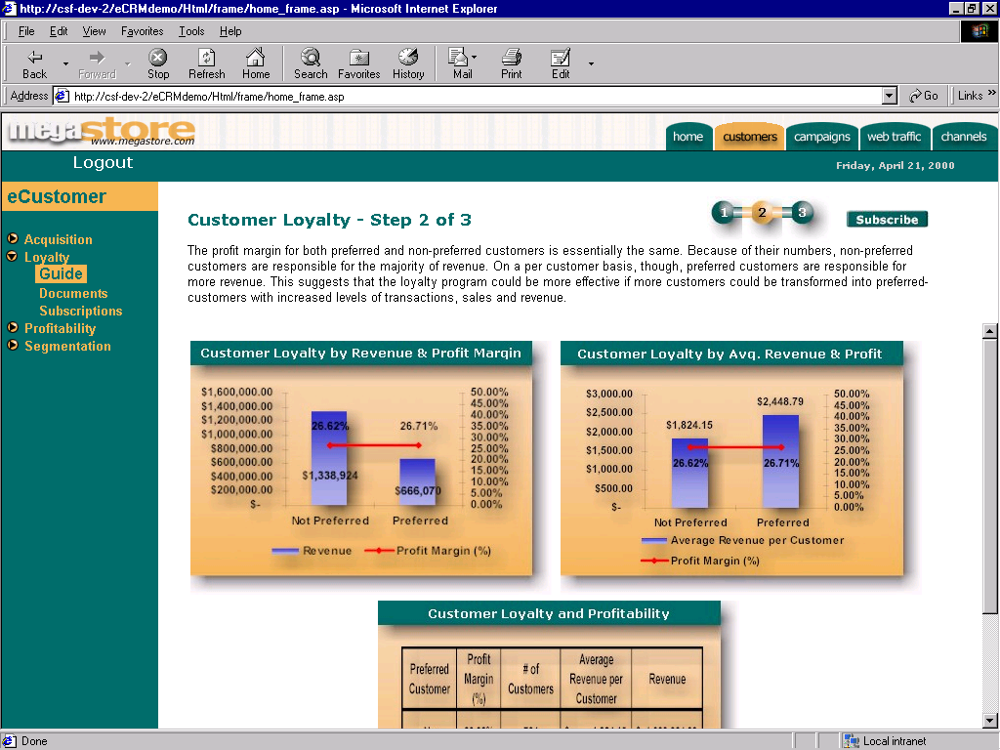 http://csf-dev-2/eCRMdemo/Html/frame/home_frame.asp - Microsoft Internet Explorer
File Edit View Favorites Tools Help
Back Forward Stop Refresh Home Search Favorites History Mail Print Edit
Address http://csf-dev-2/eCRMdemo/Html/frame/home_frame.asp Go Links »
megastore
www.megastore.com
home customers campaigns web traffic channels
Logout
Friday, April 21, 2000
eCustomer
Acquisition
Loyalty
Guide
Documents
Subscriptions
Profitability
Segmentation
Customer Loyalty - Step 2 of 3
1 2 3
Subscribe
The profit margin for both preferred and non-preferred customers is essentially the same. Because of their numbers, non-preferred
customers are responsible for the majority of revenue. On a per customer basis, though, preferred customers are responsible for
more revenue. This suggests that the loyalty program could be more effective if more customers could be transformed into preferred-
customers with increased levels of transactions, sales and revenue.
Customer Loyalty by Revenue & Profit Margin
$1,600,000.00
$1,400,000.00
$1,200,000.00
$1,000,000.00
$800,000.00
$600,000.00
$400,000.00
$200,000.00
$-
26.62%
26.71%
$1,338,924
$666,070
50.00%
45.00%
40.00%
35.00%
30.00%
25.00%
20.00%
15.00%
10.00%
5.00%
0.00%
Not Preferred Preferred
Revenue Profit Margin (%)
Customer Loyalty by Avg. Revenue & Profit
$3,000.00
$2,500.00
$2,000.00
$1,500.00
$1,000.00
$500.00
$-
$1,824.15
$2,448.79
26.62%
26.71%
50.00%
45.00%
40.00%
35.00%
30.00%
25.00%
20.00%
15.00%
10.00%
5.00%
0.00%
Not Preferred Preferred
Average Revenue per Customer
Profit Margin (%)
Customer Loyalty and Profitability
Preferred Customer
Profit Margin (%)
# of Customers
Average Revenue per Customer
Revenue
Done
Local intranet